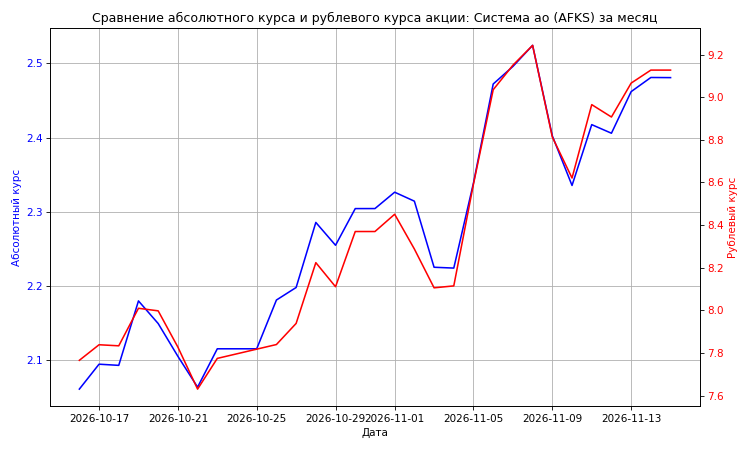 Сравнение абсолютного курса и рублевого курса акции: Система ао (AFKS) за месяц
Абсолютный курс
2.5
2.4
2.3
2.2
2.1
9.2
9.0
8.8
8.6
8.4
8.2
8.0
7.8
7.6
Рублевый курс
2026-10-17 2026-10-21 2026-10-25 2026-10-29 2026-11-01 2026-11-05 2026-11-09 2026-11-13
Дата